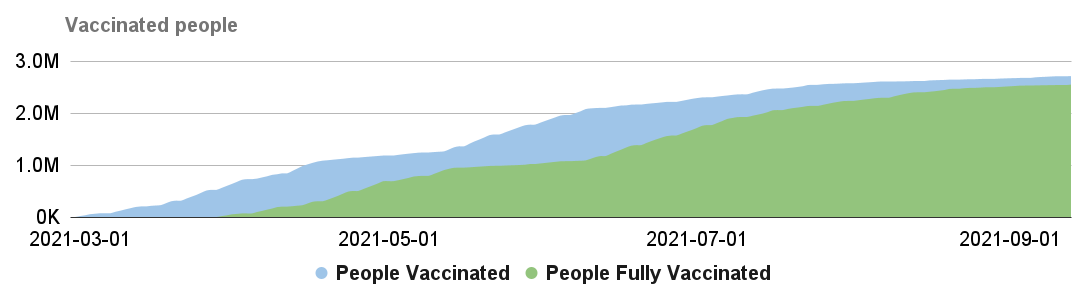 Vaccinated people
3.0M
2.0M
1.0M
0K
2021-03-01 2021-05-01 2021-07-01 2021-09-01
People Vaccinated People Fully Vaccinated